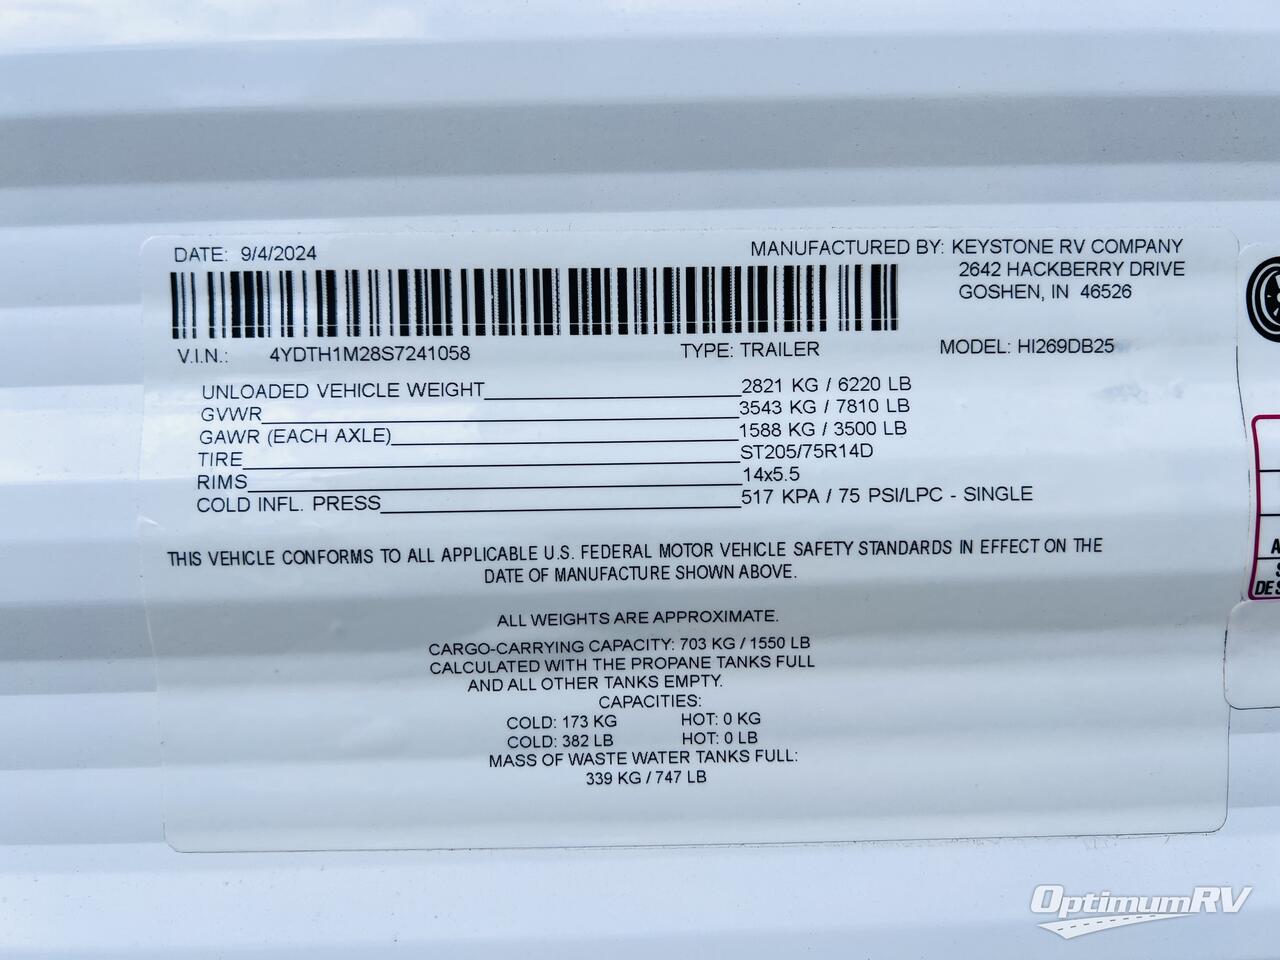 DATE: 9/4/2024
MANUFACTURED BY: KEYSTONE RV COMPANY
2642 HACKBERRY DRIVE
GOSHEN, IN 46526
V.I.N.: 4YDTH1M28S7241058 TYPE: TRAILER MODEL: HI269DB25
UNLOADED VEHICLE WEIGHT 2821 KG / 6220 LB
GVWR 3543 KG / 7810 LB
GAWR (EACH AXLE) 1588 KG / 3500 LB
TIRE ST205/75R14D
RIMS 14x5.5
COLD INFL. PRESS 517 KPA / 75 PSI/LPC - SINGLE
THIS VEHICLE CONFORMS TO ALL APPLICABLE U.S. FEDERAL MOTOR VEHICLE SAFETY STANDARDS IN EFFECT ON THE
DATE OF MANUFACTURE SHOWN ABOVE.
ALL WEIGHTS ARE APPROXIMATE.
CARGO-CARRYING CAPACITY: 703 KG / 1550 LB
CALCULATED WITH THE PROPANE TANKS FULL
AND ALL OTHER TANKS EMPTY.
CAPACITIES:
COLD: 173 KG HOT: 0 KG
COLD: 382 LB HOT: 0 LB
MASS OF WASTE WATER TANKS FULL:
339 KG / 747 LB
OptimumRV